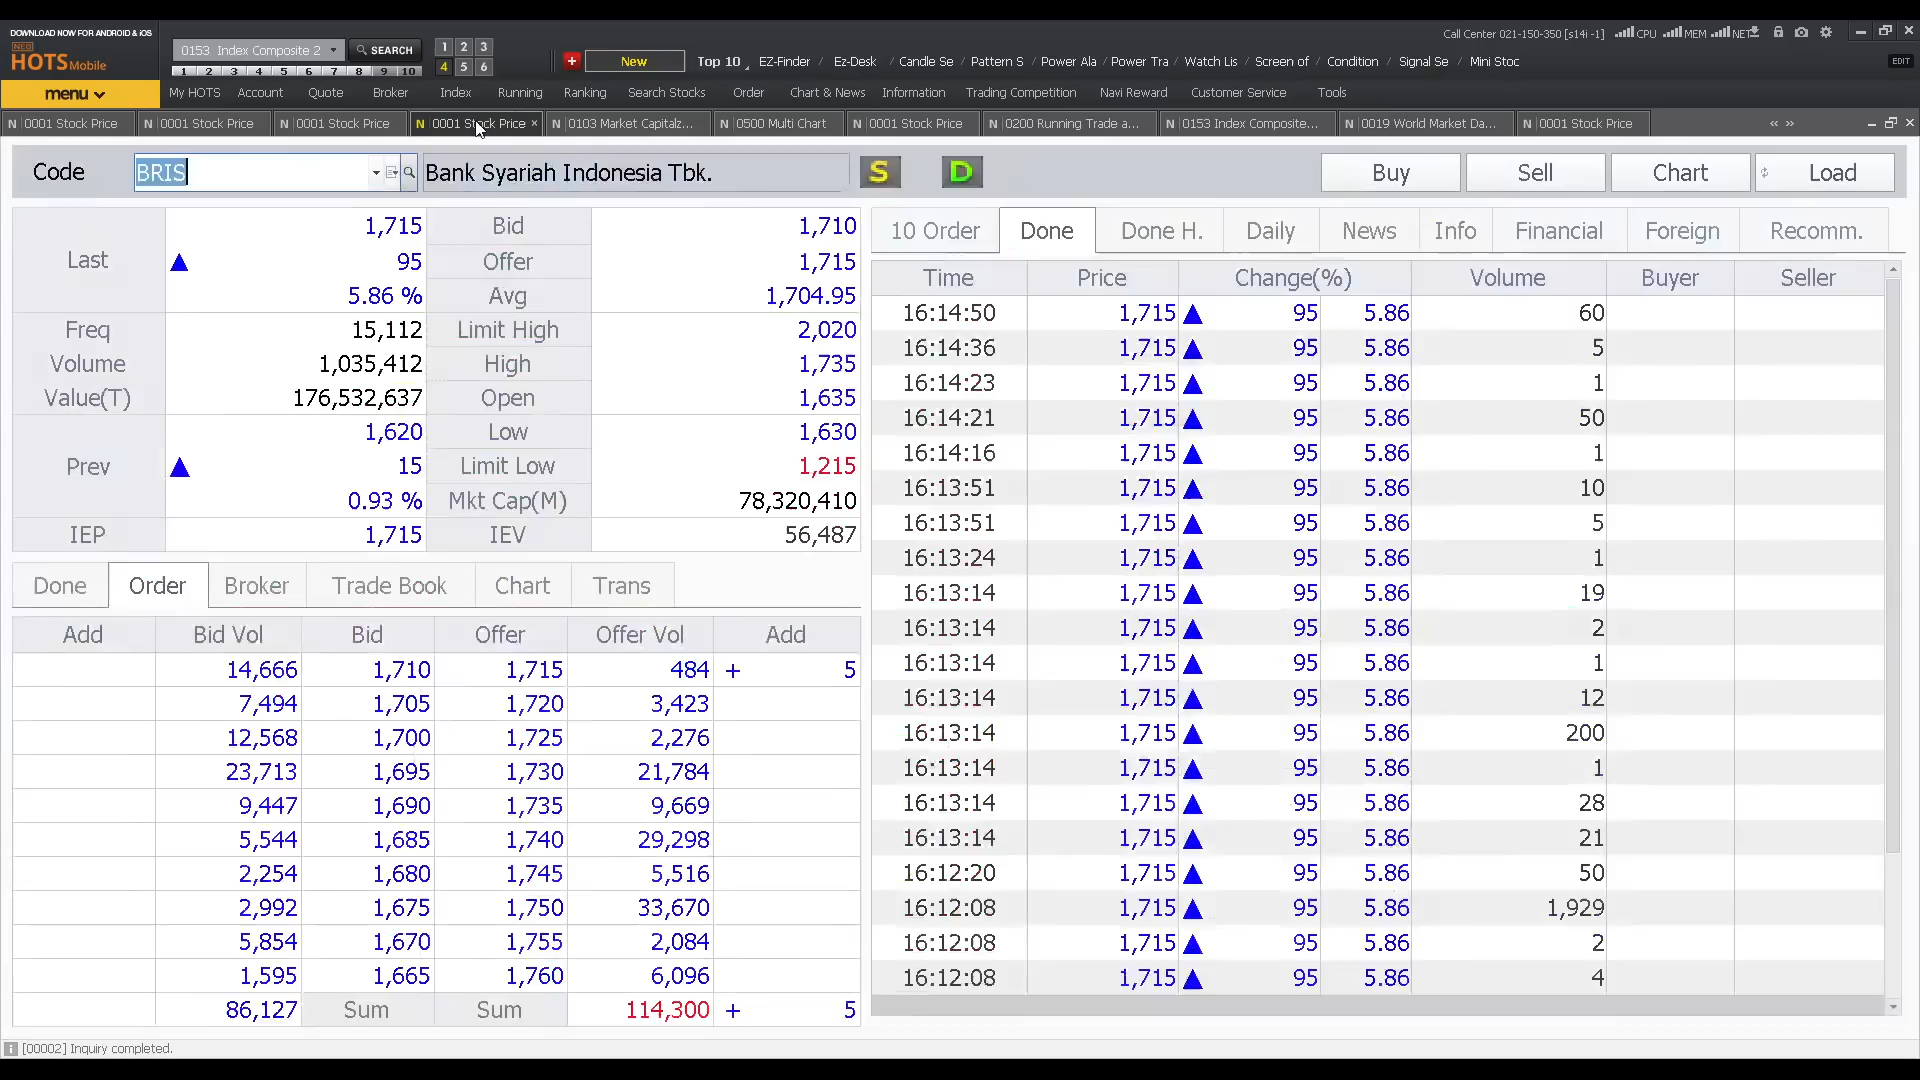 DOWNLOAD NOW FOR ANDROID & iOS
NEO
HOTS Mobile
0153 Index Composite 2
SEARCH
1 2 3 4 5 6 7 8 9 10
1 2 3
4 5 6
New
Top 10
EZ-Finder / Ez-Desk / Candle Se / Pattern S / Power Ala / Power Tra / Watch Lis / Screen of / Condition / Signal Se / Mini Stoc
Call Center 021-150-350 [s14i -1] CPU MEM NET
EDIT
menu
My HOTS Account Quote Broker Index Running Ranking Search Stocks Order Chart & News Information Trading Competition Navi Reward Customer Service Tools
N 0001 Stock Price N 0001 Stock Price N 0001 Stock Price N 0001 Stock Price × N 0103 Market Capitalz... N 0500 Multi Chart N 0001 Stock Price N 0200 Running Trade a... N 0153 Index Composite... N 0019 World Market Da... N 0001 Stock Price « »
Code BRIS Bank Syariah Indonesia Tbk. S D Buy Sell Chart Load
Last 1,715 Bid 1,710
▲ 95 Offer 1,715
5.86 % Avg 1,704.95
Freq 15,112 Limit High 2,020
Volume 1,035,412 High 1,735
Value(T) 176,532,637 Open 1,635
Prev 1,620 Low 1,630
▲ 15 Limit Low 1,215
0.93 % Mkt Cap(M) 78,320,410
IEP 1,715 IEV 56,487
Done Order Broker Trade Book Chart Trans
Add Bid Vol Bid Offer Offer Vol Add
14,666 1,710 1,715 484 + 5
7,494 1,705 1,720 3,423
12,568 1,700 1,725 2,276
23,713 1,695 1,730 21,784
9,447 1,690 1,735 9,669
5,544 1,685 1,740 29,298
2,254 1,680 1,745 5,516
2,992 1,675 1,750 33,670
5,854 1,670 1,755 2,084
1,595 1,665 1,760 6,096
86,127 Sum Sum 114,300 + 5
10 Order Done Done H. Daily News Info Financial Foreign Recomm.
Time Price Change(%) Volume Buyer Seller
16:14:50 1,715 ▲ 95 5.86 60
16:14:36 1,715 ▲ 95 5.86 5
16:14:23 1,715 ▲ 95 5.86 1
16:14:21 1,715 ▲ 95 5.86 50
16:14:16 1,715 ▲ 95 5.86 1
16:13:51 1,715 ▲ 95 5.86 10
16:13:51 1,715 ▲ 95 5.86 5
16:13:24 1,715 ▲ 95 5.86 1
16:13:14 1,715 ▲ 95 5.86 19
16:13:14 1,715 ▲ 95 5.86 2
16:13:14 1,715 ▲ 95 5.86 1
16:13:14 1,715 ▲ 95 5.86 12
16:13:14 1,715 ▲ 95 5.86 200
16:13:14 1,715 ▲ 95 5.86 1
16:13:14 1,715 ▲ 95 5.86 28
16:13:14 1,715 ▲ 95 5.86 21
16:12:20 1,715 ▲ 95 5.86 50
16:12:08 1,715 ▲ 95 5.86 1,929
16:12:08 1,715 ▲ 95 5.86 2
16:12:08 1,715 ▲ 95 5.86 4
[00002] Inquiry completed.